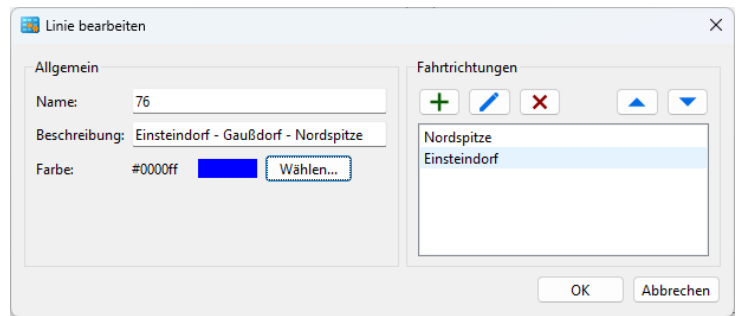 Linie bearbeiten
Allgemein
Name: 76
Beschreibung: Einsteindorf - Gaußdorf - Nordspitze
Farbe: #0000ff Wählen...
Fahrtrichtungen
Nordspitze
Einsteindorf
OK Abbrechen